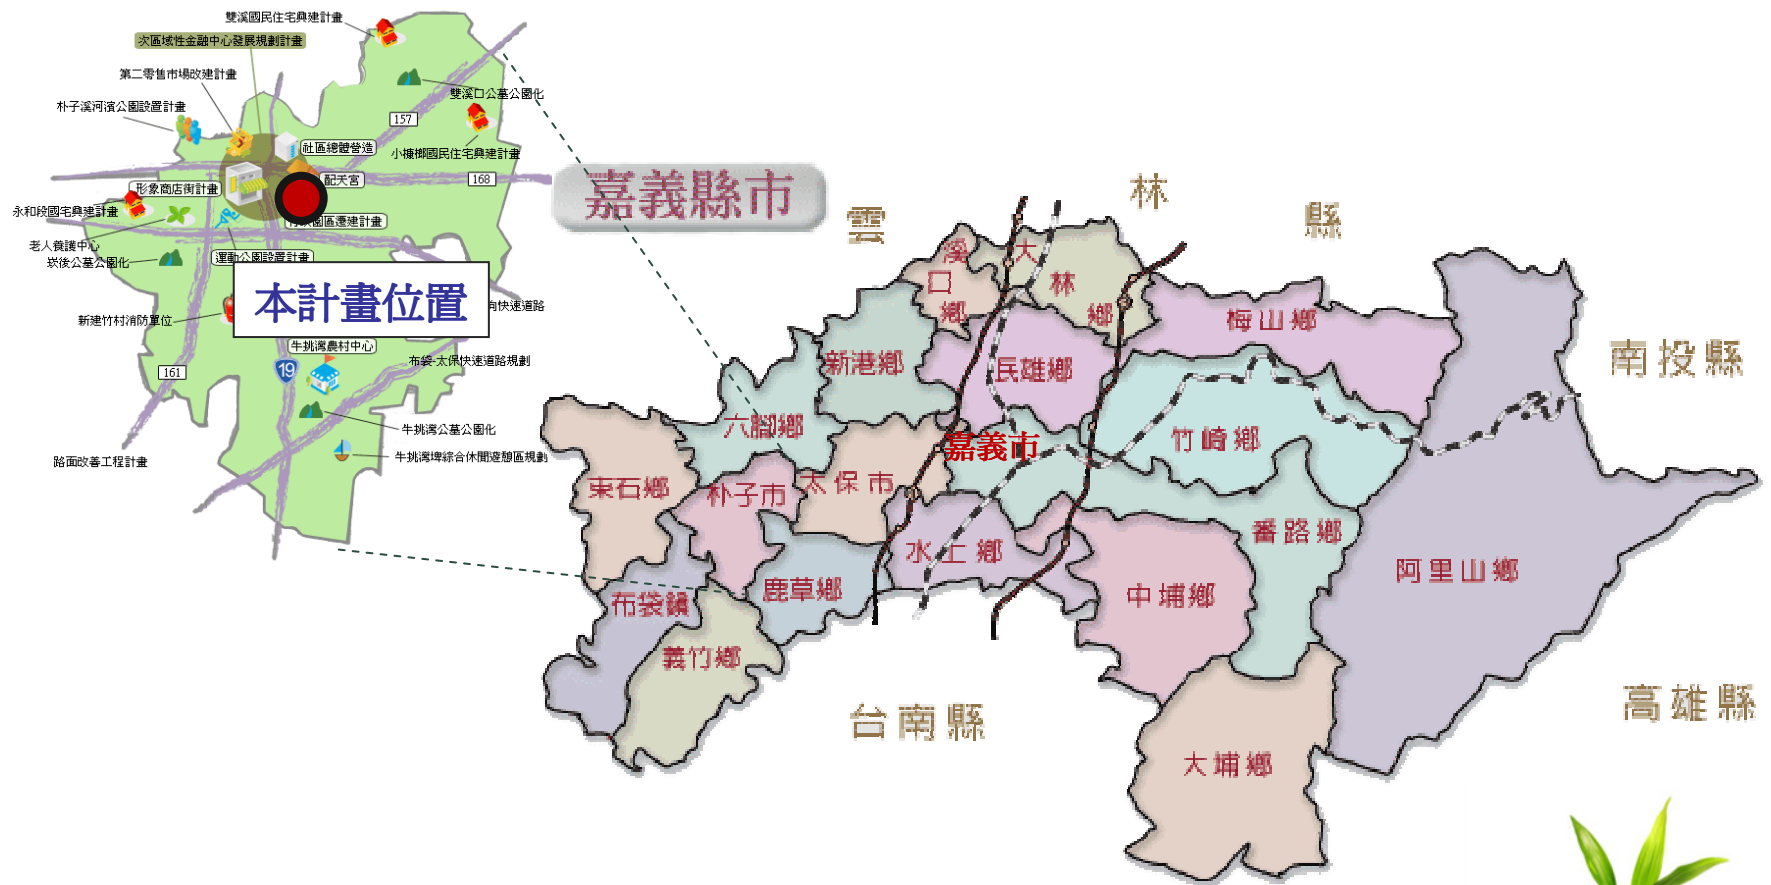 雙溪國民住宅興建計畫
次區域性金融中心發展規劃計畫
第二零售市場改建計畫
雙溪口公墓公園化
朴子溪河濱公園設置計畫
157
社區總體營造
小槺榔國民住宅興建計畫
配天宮
168
形象商店街計畫
永和段國宅興建計畫
園區遷建計畫
老人養護中心
運動公園設置計畫
崁後公墓公園化
本計畫位置
向快速道路
新建竹村消防單位
牛挑灣農村中心
布袋-太保快速道路規劃
161
19
牛挑灣公墓公園化
牛挑灣埤綜合休閒遊憩區規劃
路面改善工程計畫
嘉義縣市
雲林縣
溪口鄉
大林鄉
梅山鄉
南投縣
新港鄉
民雄鄉
六腳鄉
嘉義市
竹崎鄉
東石鄉
朴子市
太保市
番路鄉
水上鄉
阿里山鄉
布袋鎮
鹿草鄉
中埔鄉
義竹鄉
台南縣
高雄縣
大埔鄉